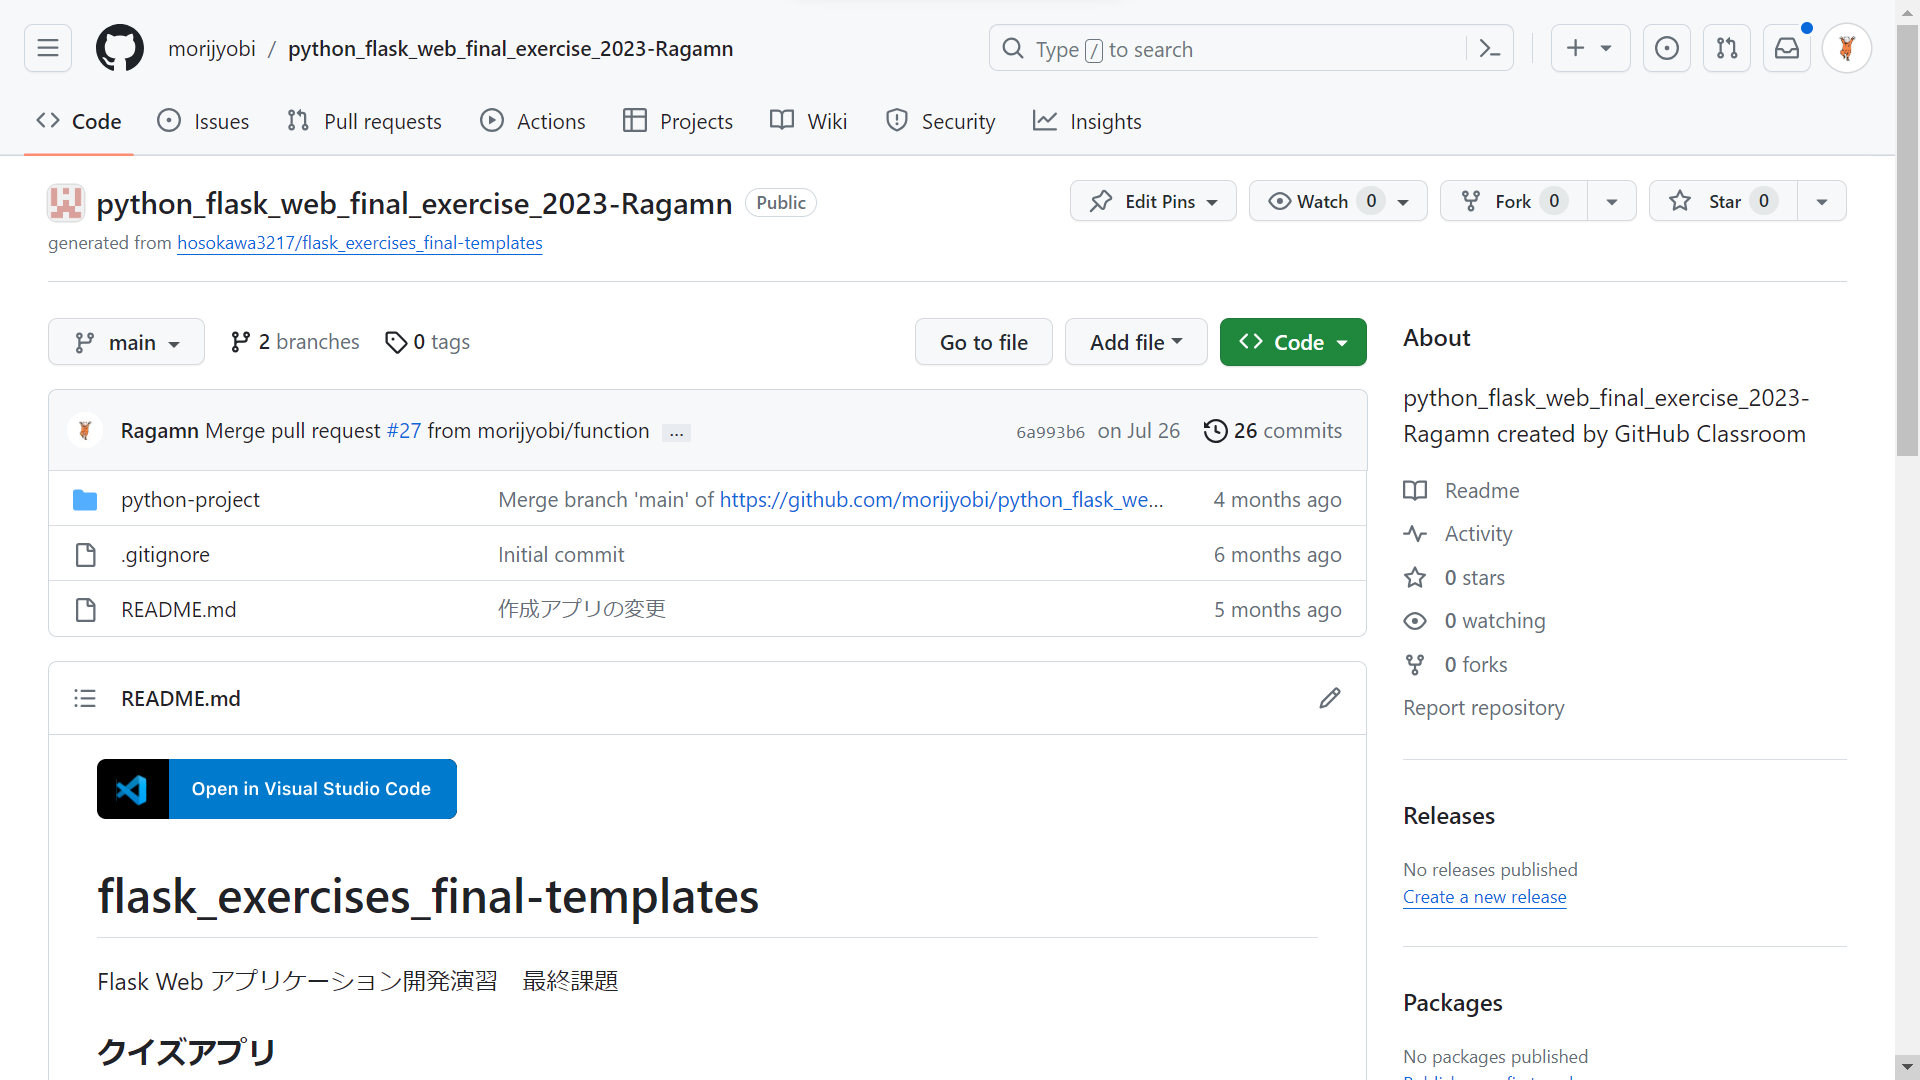 morijyobi / python_flask_web_final_exercise_2023-Ragamn
Type / to search
Code Issues Pull requests Actions Projects Wiki Security Insights
python_flask_web_final_exercise_2023-Ragamn Public
Edit Pins Watch 0 Fork 0 Star 0
generated from hosokawa3217/flask_exercises_final-templates
main 2 branches 0 tags
Go to file Add file Code
Ragamn Merge pull request #27 from morijyobi/function ... 6a993b6 on Jul 26 26 commits
python-project Merge branch 'main' of https://github.com/morijyobi/python_flask_we... 4 months ago
.gitignore Initial commit 6 months ago
README.md 作成アプリの変更 5 months ago
README.md
Open in Visual Studio Code
flask_exercises_final-templates
Flask Web アプリケーション開発演習　最終課題
クイズアプリ
About
python_flask_web_final_exercise_2023-
Ragamn created by GitHub Classroom
Readme
Activity
0 stars
0 watching
0 forks
Report repository
Releases
No releases published
Create a new release
Packages
No packages published